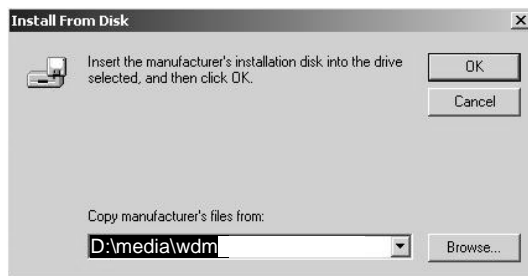 Install From Disk
Insert the manufacturer's installation disk into the drive
selected, and then click OK.
OK
Cancel
Copy manufacturer's files from:
D:\media\wdm
Browse...